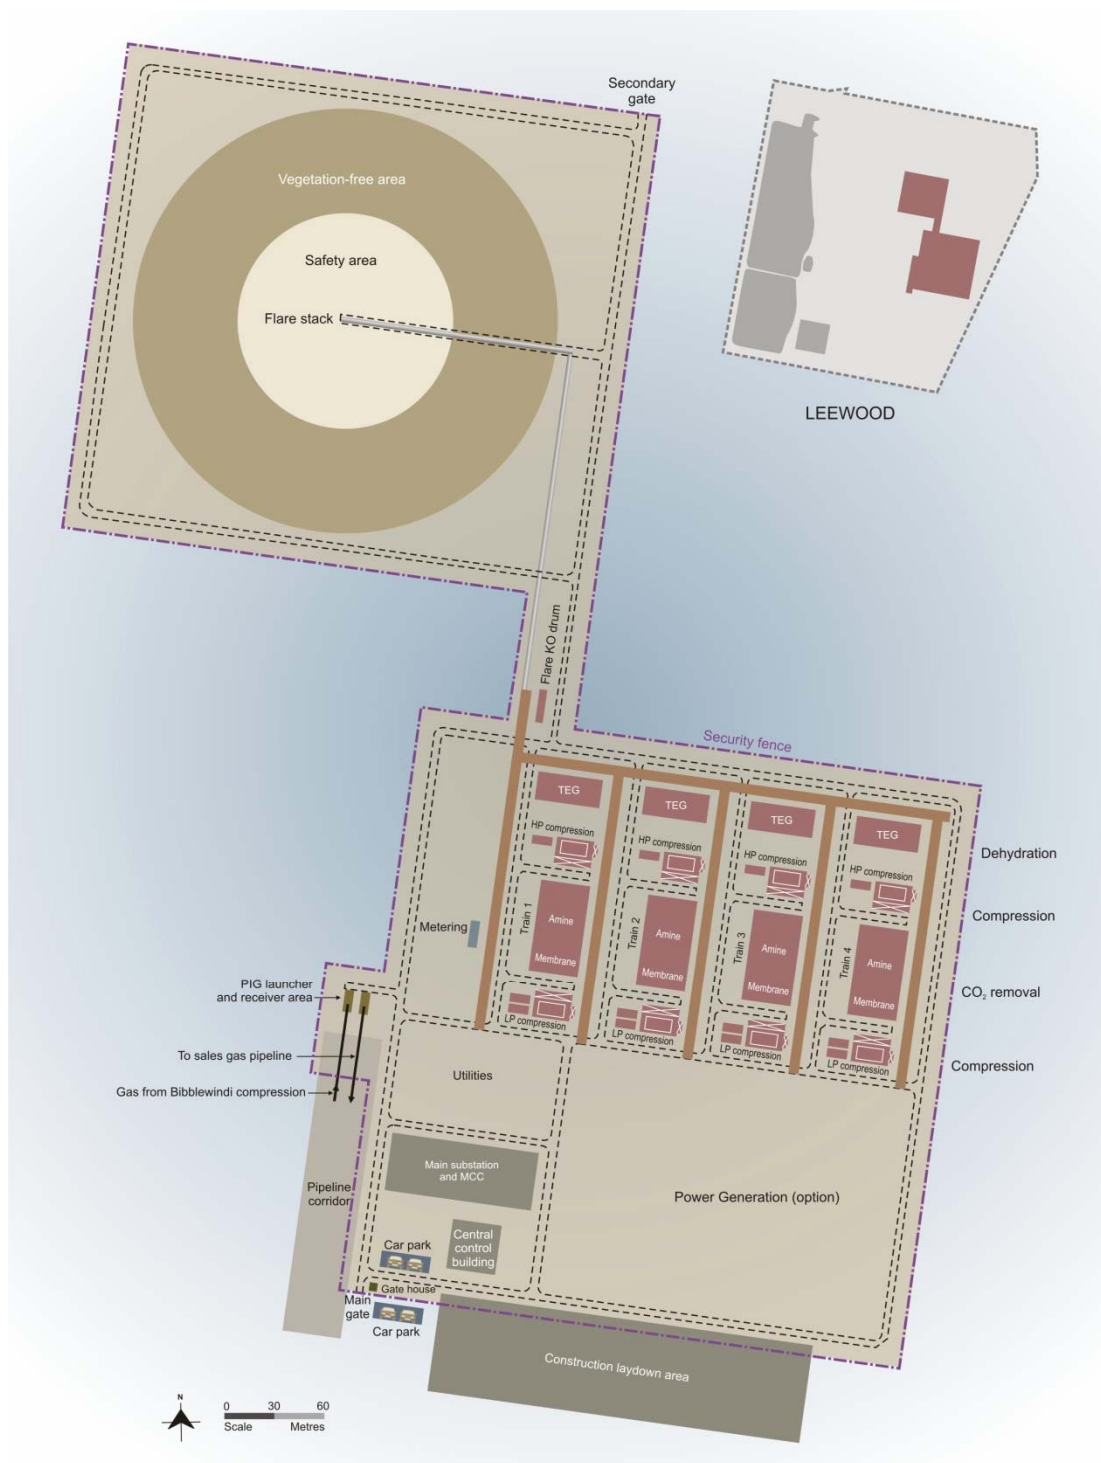 Secondary
gate
Vegetation-free area
Safety area
Flare stack
LEEWOOD
Flare KO drum
Security fence
TEG
TEG
TEG
TEG
HP compression
HP compression
HP compression
HP compression
Dehydration
Compression
Train 1
Amine
Membrane
Train 2
Amine
Membrane
Train 3
Amine
Membrane
Train 4
Amine
Membrane
Metering
CO2 removal
PIG launcher
and receiver area
LP compression
LP compression
LP compression
LP compression
To sales gas pipeline
Compression
Utilities
Gas from Bibblewindi compression
Main substation
and MCC
Pipeline
corridor
Power Generation (option)
Central
control
building
Car park
Gate house
Main
gate
Car park
Construction laydown area
N
0 30 60
Scale Metres